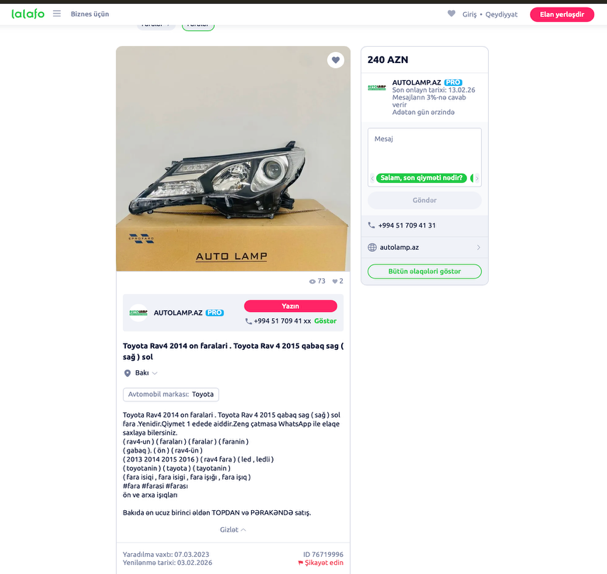 lalafo
Biznes üçün
Giriş • Qeydiyyat
Elan yerləşdir
AUTO LAMP
73
2
AUTOLAMP.AZ PRO
Yazın
+994 51 709 41 xx Göstər
Toyota Rav4 2014 on faralari . Toyota Rav 4 2015 qabaq sag (
sağ ) sol
Bakı
Avtomobil markası: Toyota
Toyota Rav4 2014 on faralari . Toyota Rav 4 2015 qabaq sag ( sağ ) sol
fara .Yenidir.Qiymet 1 edede aiddir.Zeng çatmasa WhatsApp ile elaqe
saxlaya bilersiniz.
( rav4-un ) ( faraları ) ( faralar ) ( faranin )
( gabaq ). ( ön ) ( rav4-ün )
( 2013 2014 2015 2016 ) ( rav4 fara ) ( led , ledli )
( toyotanin ) ( tayota ) ( tayotanin )
( fara isiqi , fara isigi , fara işığı , fara işıq )
#fara #farasi #farası
ön və arxa işıqları
Bakıda ən ucuz birinci əldən TOPDAN və PƏRAKƏNDƏ satış.
Gizlət
Yaradılma vaxtı: 07.03.2023
ID 76719996
Yenilənmə tarixi: 03.02.2026
Şikayət edin
240 AZN
AUTOLAMP.AZ PRO
Son onlayn tarixi: 13.02.26
Mesajların 3%-nə cavab
verir
Adətən gün ərzində
Mesaj
Salam, son qiyməti nədir?
Göndər
+994 51 709 41 31
autolamp.az
Bütün əlaqələri göstər